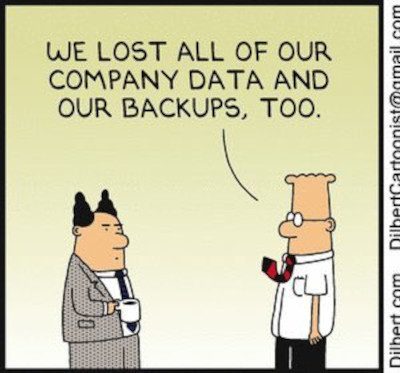 WE LOST ALL OF OUR
COMPANY DATA AND
OUR BACKUPS, TOO.
Dilbert.com DilbertCartoonist@gmail.com